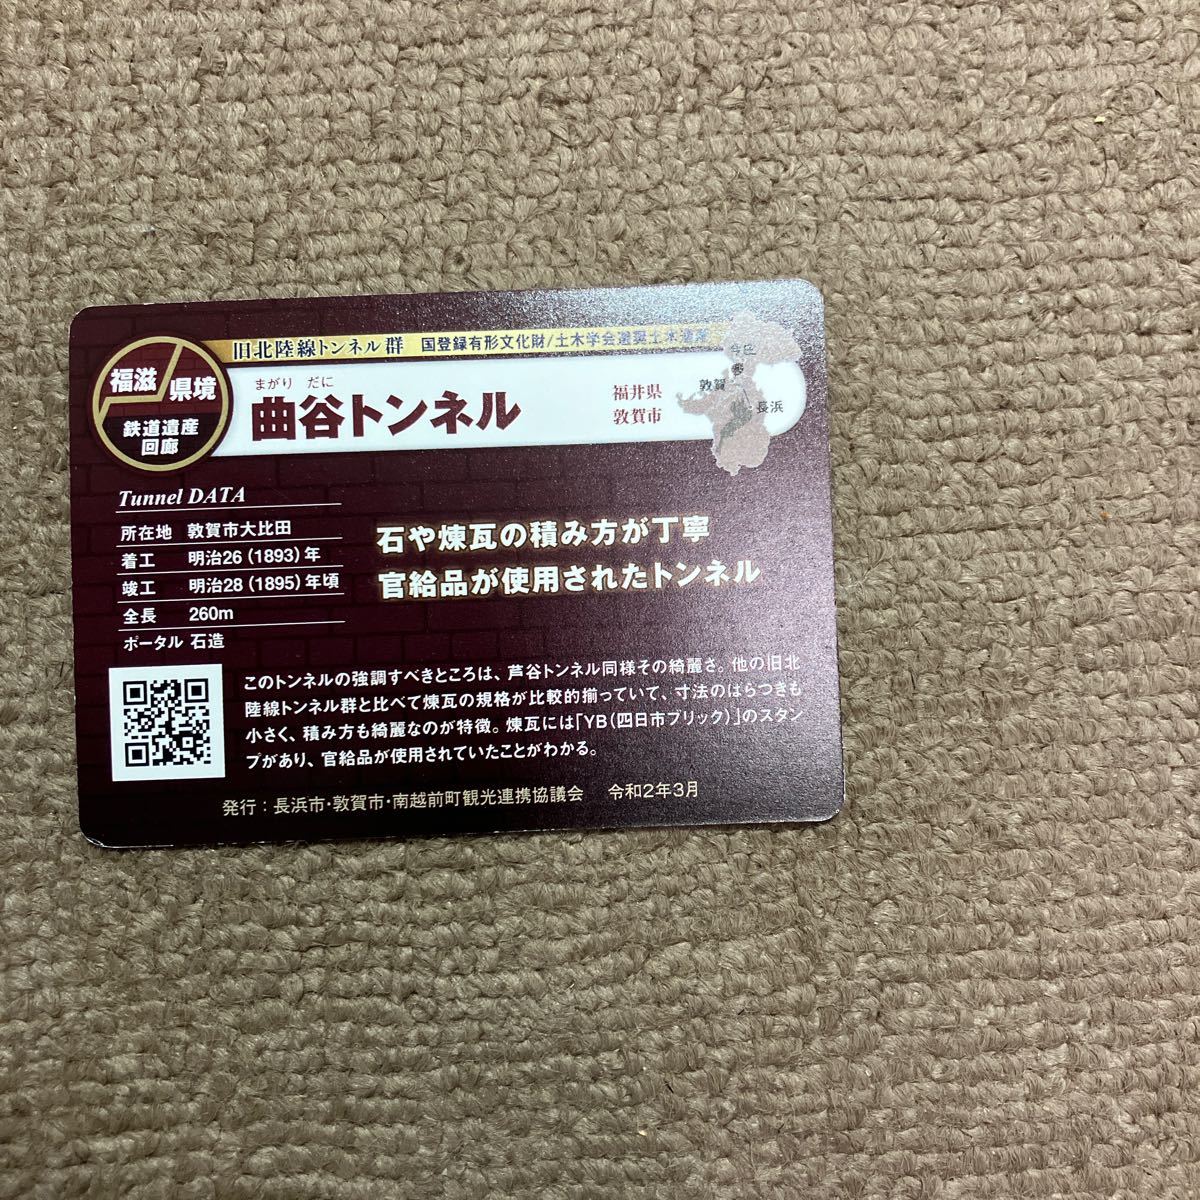 旧北陸線トンネル群 国登録有形文化財/土木学会選奨土木遺産
福滋/県境
鉄道遺産
回廊
まがり だに
曲谷トンネル
福井県
敦賀市
今庄
敦賀
長浜
Tunnel DATA
所在地 敦賀市大比田
着工 明治26(1893)年
竣工 明治28(1895)年頃
全長 260m
ポータル 石造
石や煉瓦の積み方が丁寧
官給品が使用されたトンネル
このトンネルの強調すべきところは、芦谷トンネル同様その綺麗さ。他の旧北
陸線トンネル群と比べて煉瓦の規格が比較的揃っていて、寸法のばらつきも
小さく、積み方も綺麗なのが特徴。煉瓦には「YB(四日市ブリック)」のスタン
プがあり、官給品が使用されていたことがわかる。
発行:長浜市・敦賀市・南越前町観光連携協議会 令和2年3月